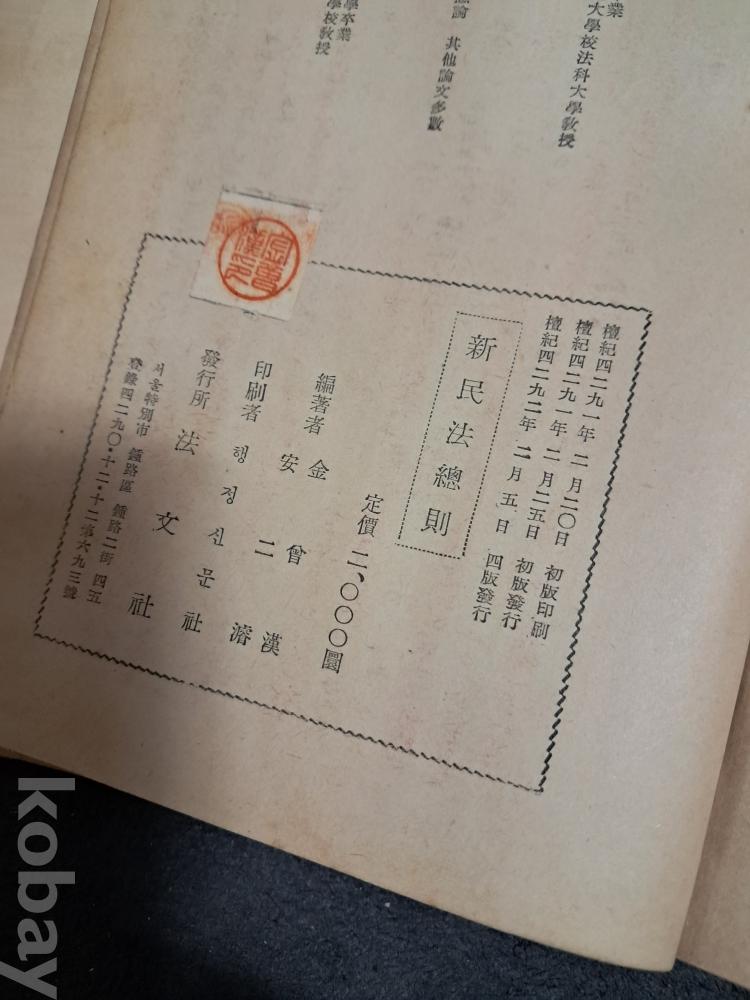 業
大學校法科大學敎授
論 其他論文多數
學卒業
學校敎授
檀紀四二九一年 二月二〇日 初版印刷
檀紀四二九一年 二月二五日 初版發行
檀紀四二九二年 二月五日 四版發行
新民法總則
定價 二、〇〇〇圜
編著者 金曾漢
安二濬
印刷者 행정신문社
發行所 法文社
서울特別市 鍾路區 鍾路二街 四五
登錄四二九〇·十二·十二第六九三號
kobay